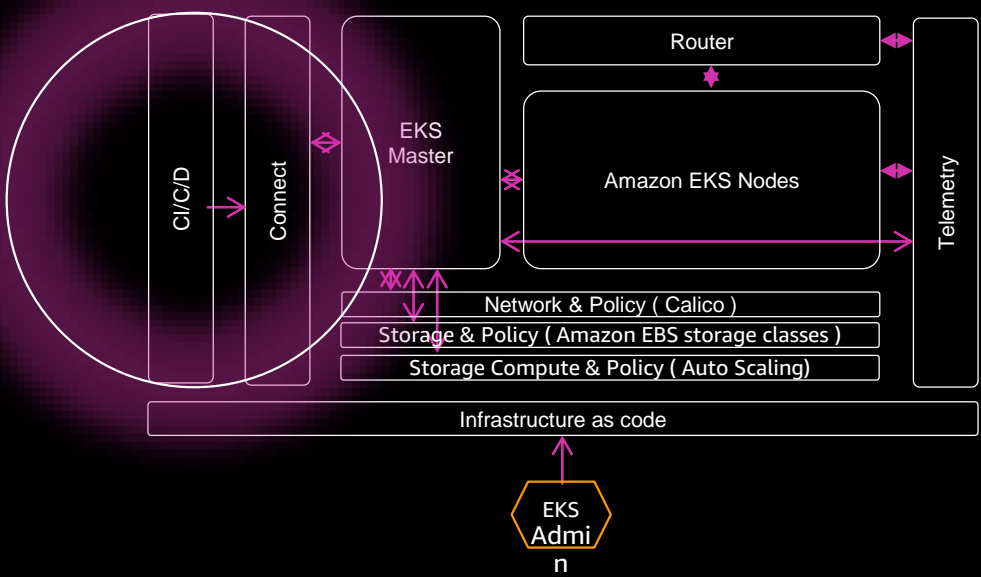 CI/C/D
Connect
EKS
Master
Router
Amazon EKS Nodes
Telemetry
Network & Policy ( Calico )
Storage & Policy ( Amazon EBS storage classes )
Storage Compute & Policy ( Auto Scaling)
Infrastructure as code
EKS
Admi
n